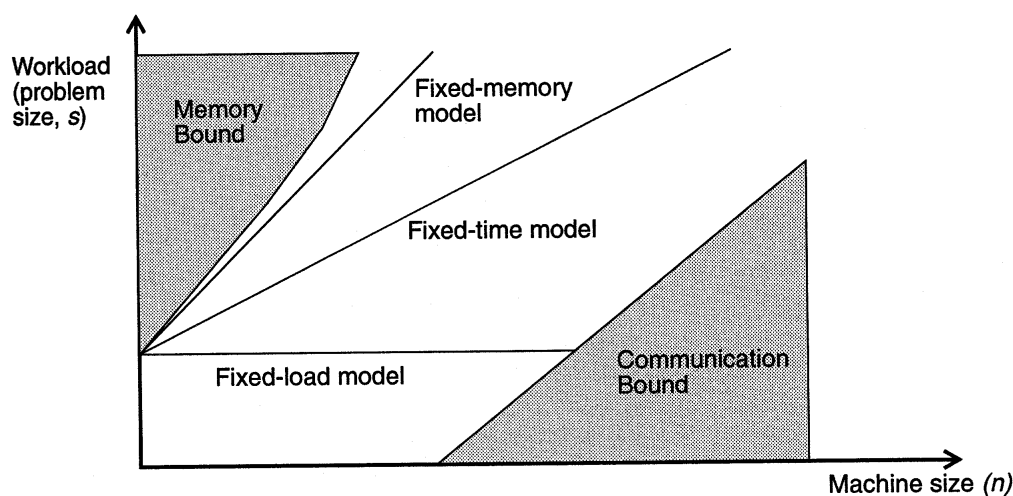 Workload
(problem
size, s)
Memory
Bound
Fixed-memory
model
Fixed-time model
Fixed-load model
Communication
Bound
Machine size (n)